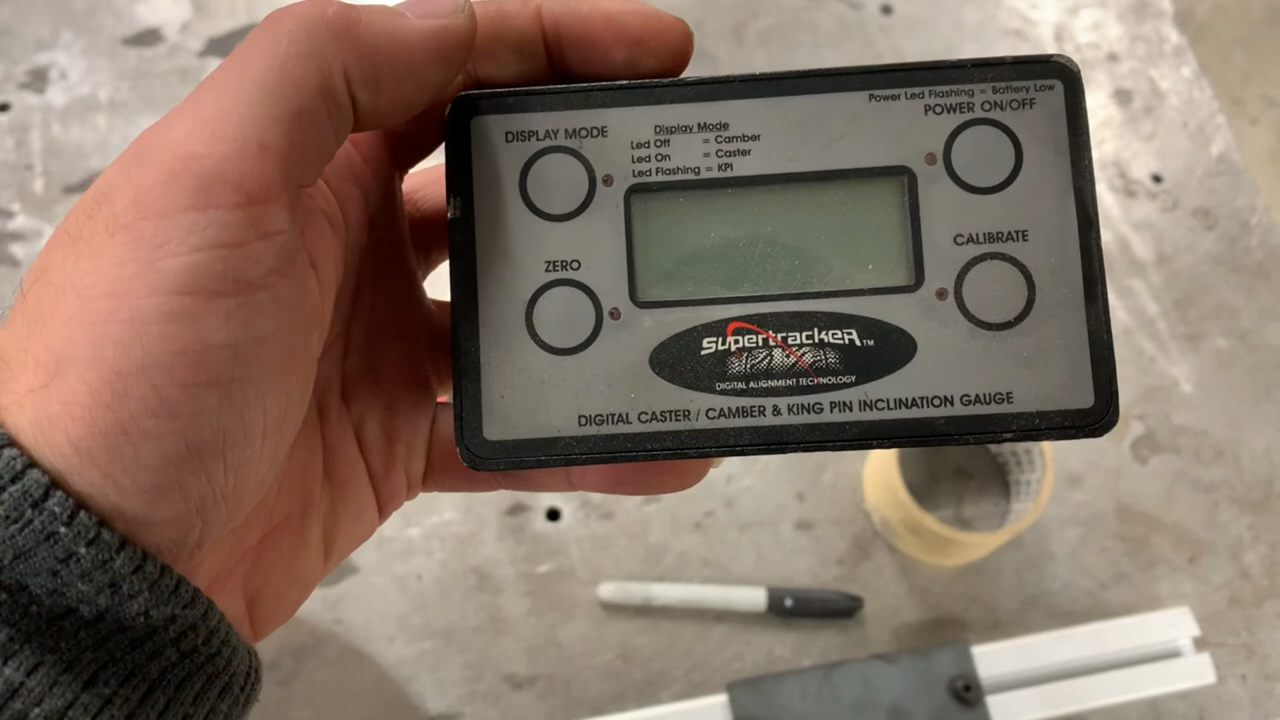 Power Led Flashing = Battery Low
POWER ON/OFF
DISPLAY MODE
Display Mode
Led Off = Camber
Led On = Caster
Led Flashing = KPI
ZERO
CALIBRATE
SupertrackeR™
DIGITAL ALIGNMENT TECHNOLOGY
DIGITAL CASTER / CAMBER & KING PIN INCLINATION GAUGE